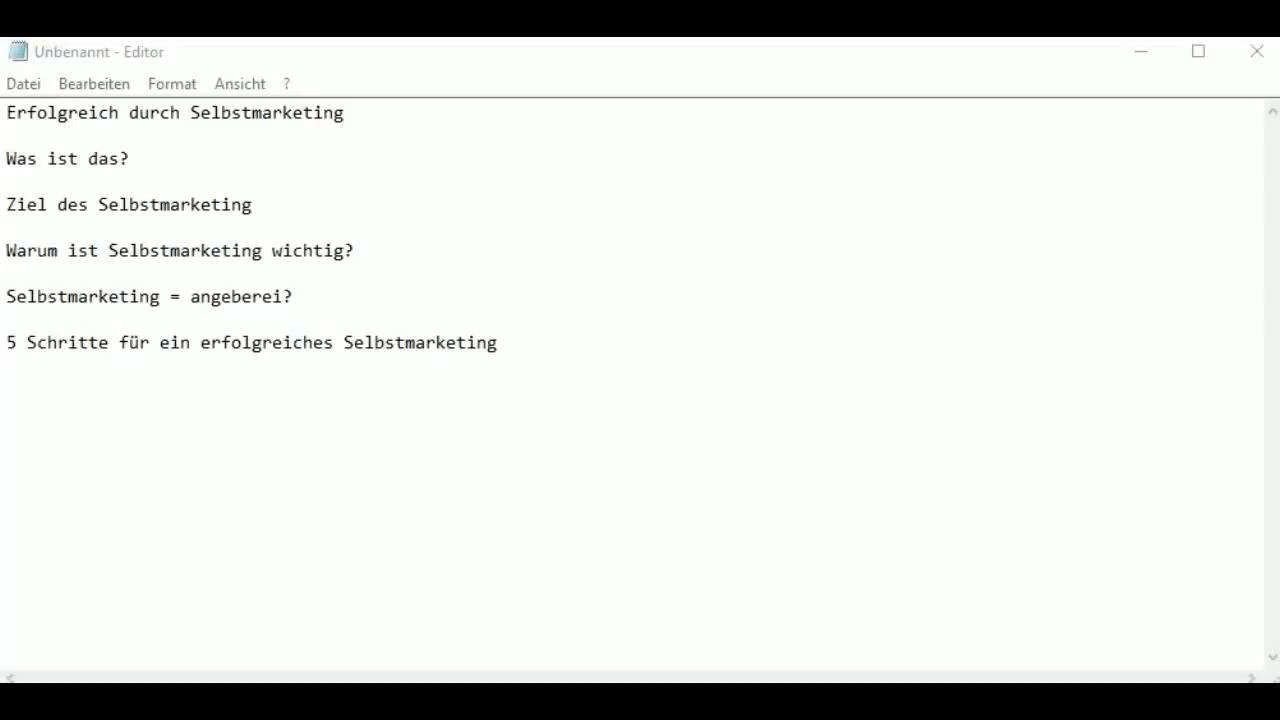 Unbenannt - Editor
Datei Bearbeiten Format Ansicht ?
Erfolgreich durch Selbstmarketing
Was ist das?
Ziel des Selbstmarketing
Warum ist Selbstmarketing wichtig?
Selbstmarketing = angeberei?
5 Schritte für ein erfolgreiches Selbstmarketing